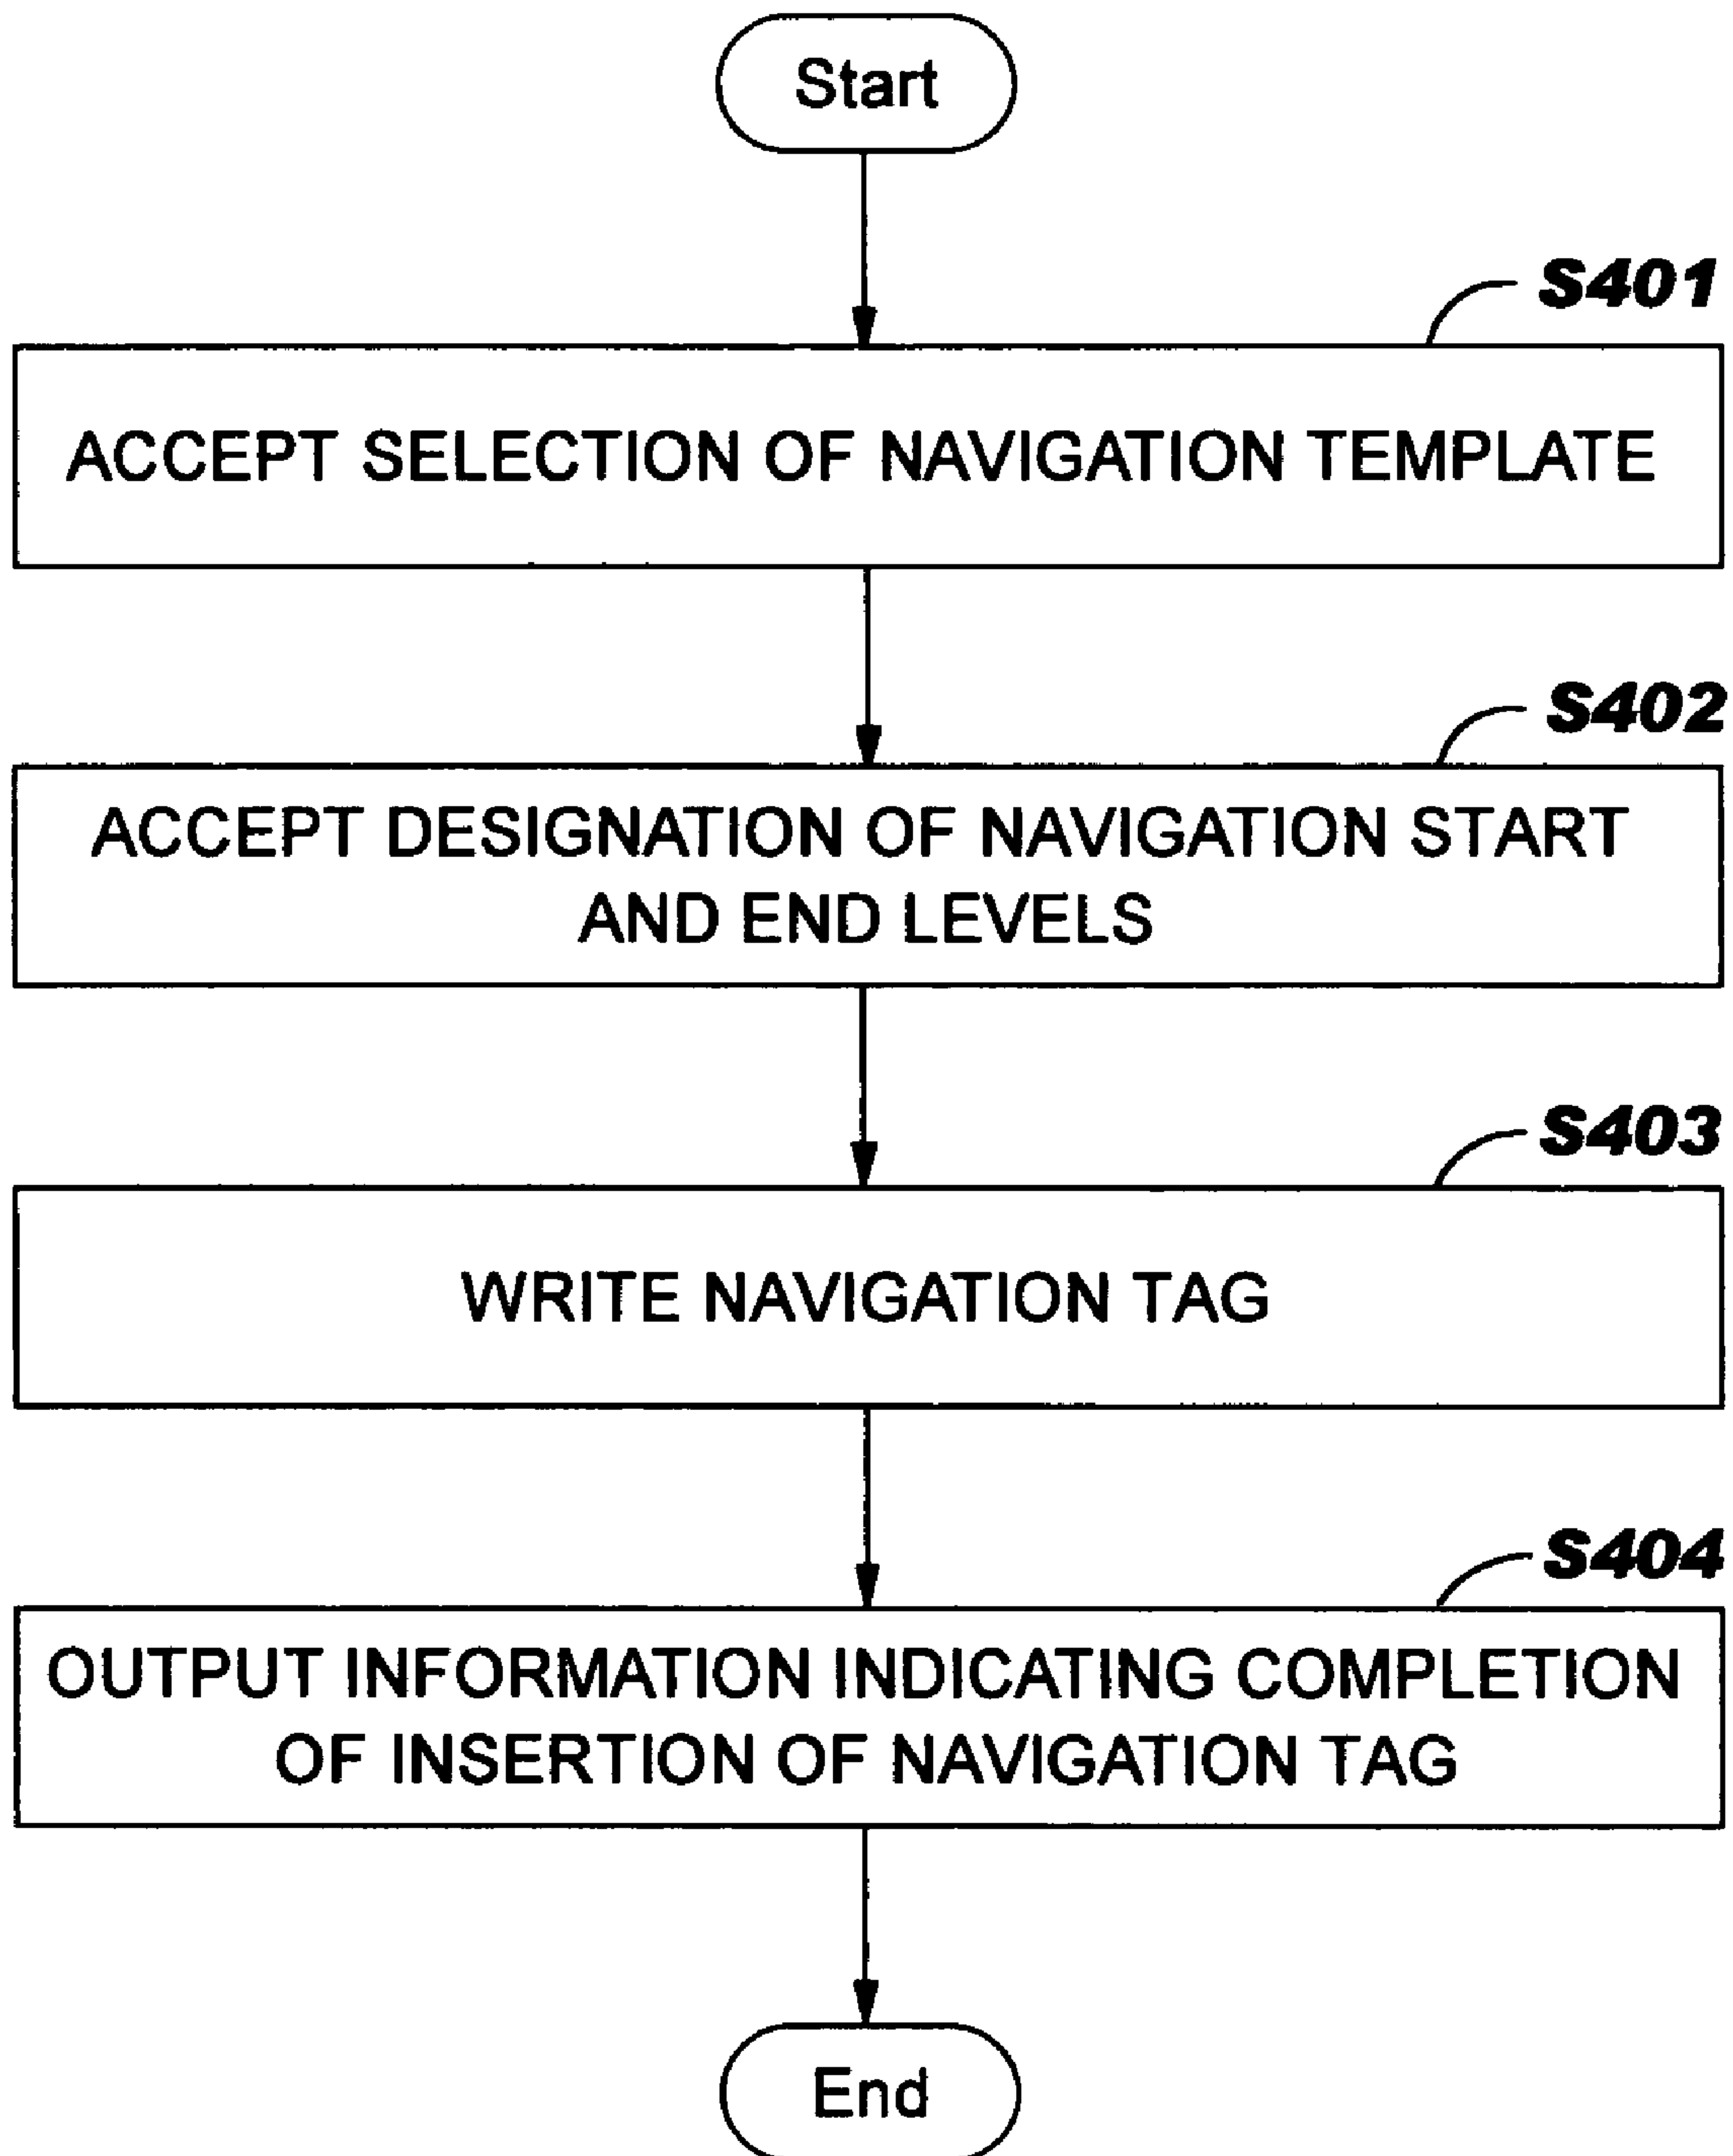 Start
S401
ACCEPT SELECTION OF NAVIGATION TEMPLATE
S402
ACCEPT DESIGNATION OF NAVIGATION START
AND END LEVELS
S403
WRITE NAVIGATION TAG
S404
OUTPUT INFORMATION INDICATING COMPLETION
OF INSERTION OF NAVIGATION TAG
End